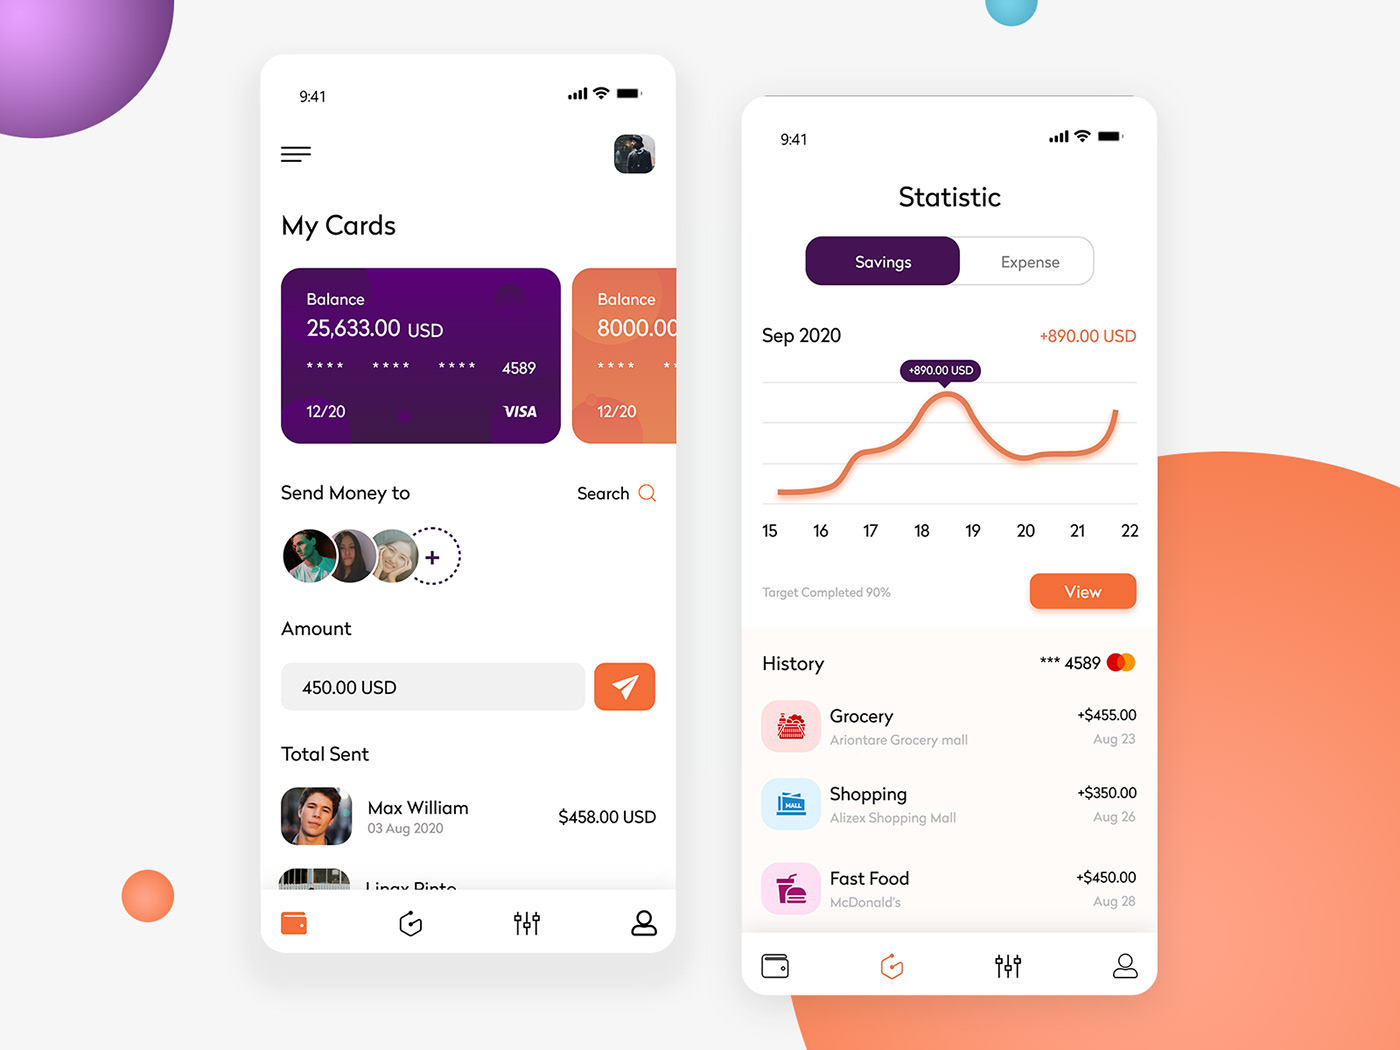 9:41
My Cards
Balance
25,633.00 USD
**** **** **** 4589
12/20 VISA
Balance
8000.00
**** **
12/20
Send Money to
Search
+
Amount
450.00 USD
Total Sent
Max William
03 Aug 2020
$458.00 USD
9:41
Statistic
Savings
Expense
Sep 2020
+890.00 USD
+890.00 USD
15 16 17 18 19 20 21 22
Target Completed 90%
View
History
*** 4589
Grocery
Ariontare Grocery mall
+$455.00
Aug 23
MALL
Shopping
Alizex Shopping Mall
+$350.00
Aug 26
Fast Food
McDonald's
+$450.00
Aug 28